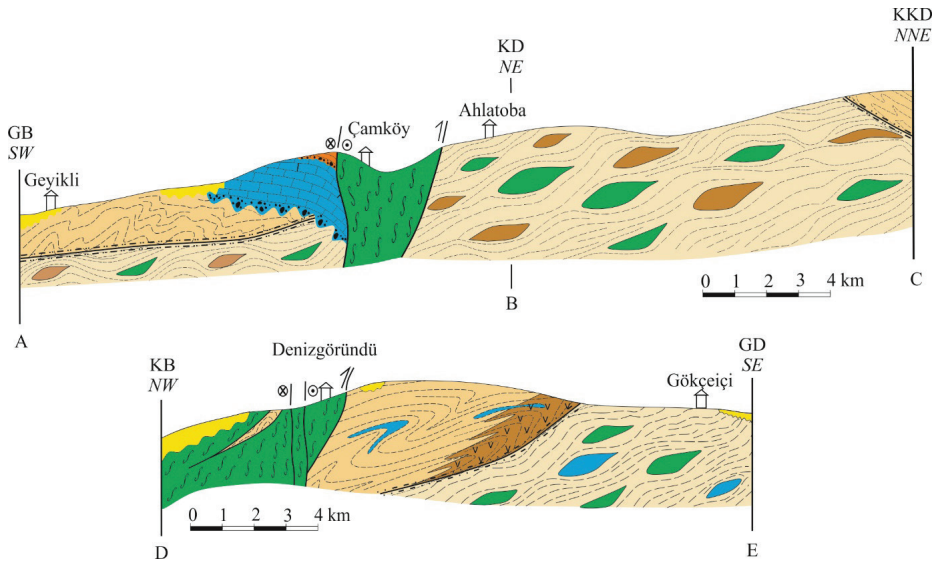 KKD
NNE
KD
NE
Ahlatoba
Çamköy
GB
SW
Geyikli
0 1 2 3 4 km
A
B
C
GD
SE
KB
NW
Denizgöründü
Gökçeiçi
0 1 2 3 4 km
D
E